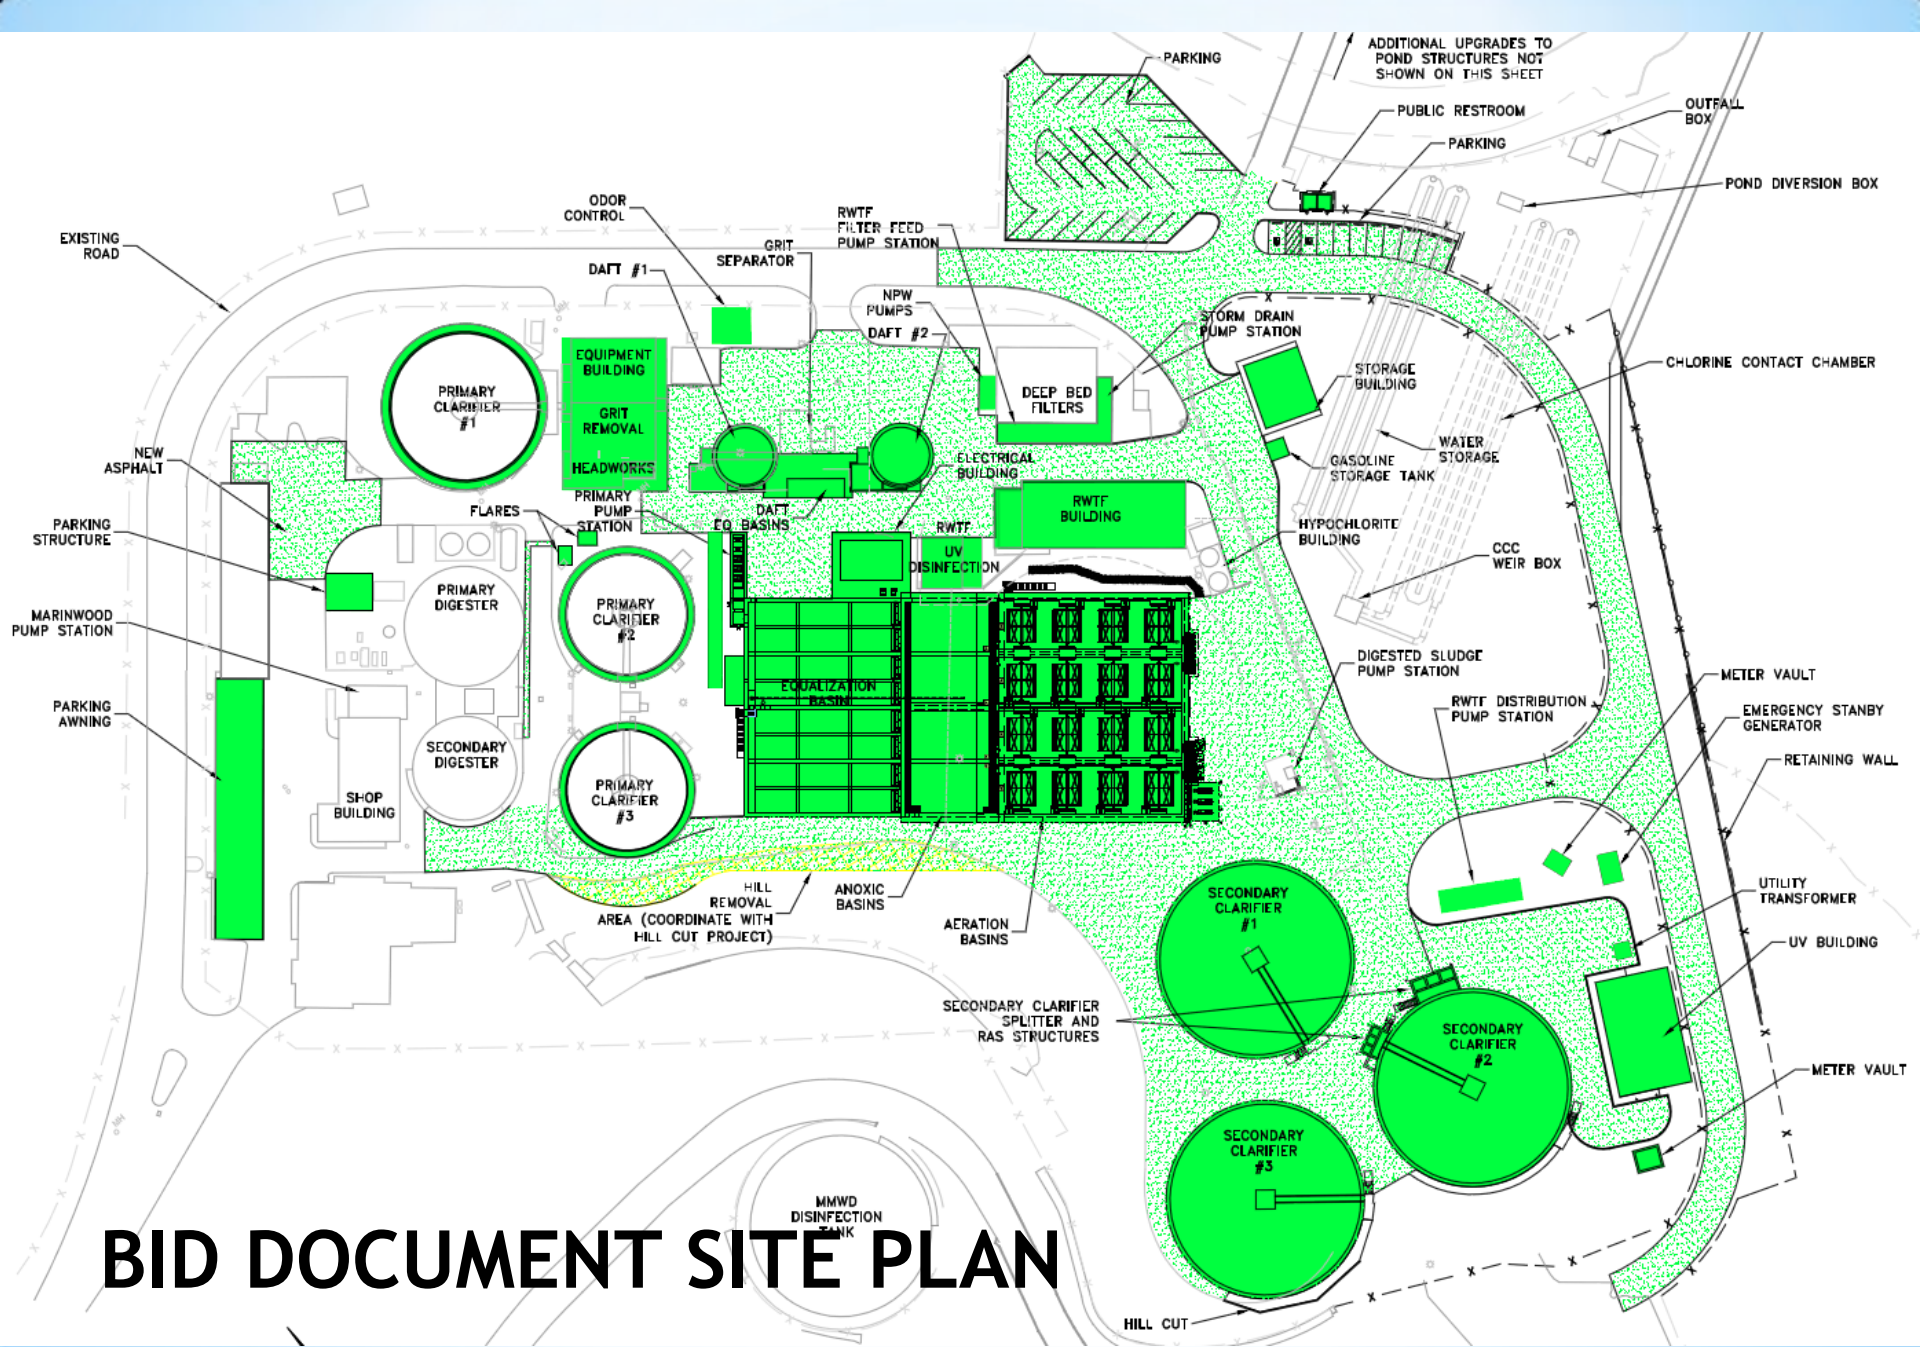 ADDITIONAL UPGRADES TO
POND STRUCTURES NOT
SHOWN ON THIS SHEET
PARKING
PUBLIC RESTROOM
OUTFALL
BOX
PARKING
POND DIVERSION BOX
ODOR
CONTROL
RWTF
FILTER FEED
PUMP STATION
GRIT
SEPARATOR
EXISTING
ROAD
DAFT #1
NPW
PUMPS
DAFT #2
STORM DRAIN
PUMP STATION
EQUIPMENT
BUILDING
PRIMARY
CLARIFIER
#1
GRIT
REMOVAL
HEADWORKS
DEEP BED
FILTERS
STORAGE
BUILDING
CHLORINE CONTACT CHAMBER
WATER
STORAGE
GASOLINE
STORAGE TANK
NEW
ASPHALT
ELECTRICAL
BUILDING
PRIMARY
PUMP
STATION
FLARES
DAFT
EQ BASINS
RWTF
RWTF
BUILDING
HYPOCHLORITE
BUILDING
PARKING
STRUCTURE
UV
DISINFECTION
CCC
WEIR BOX
PRIMARY
DIGESTER
PRIMARY
CLARIFIER
#2
MARINWOOD
PUMP STATION
DIGESTED SLUDGE
PUMP STATION
METER VAULT
EQUALIZATION
BASIN
RWTF DISTRIBUTION
PUMP STATION
EMERGENCY STANBY
GENERATOR
PARKING
AWNING
SECONDARY
DIGESTER
RETAINING WALL
PRIMARY
CLARIFIER
#3
SHOP
BUILDING
HILL
REMOVAL
AREA (COORDINATE WITH
HILL CUT PROJECT)
ANOXIC
BASINS
AERATION
BASINS
SECONDARY
CLARIFIER
#1
UTILITY
TRANSFORMER
UV BUILDING
SECONDARY CLARIFIER
SPLITTER AND
RAS STRUCTURES
SECONDARY
CLARIFIER
#2
METER VAULT
SECONDARY
CLARIFIER
#3
MMWD
DISINFECTION
TANK
BID DOCUMENT SITE PLAN
HILL CUT